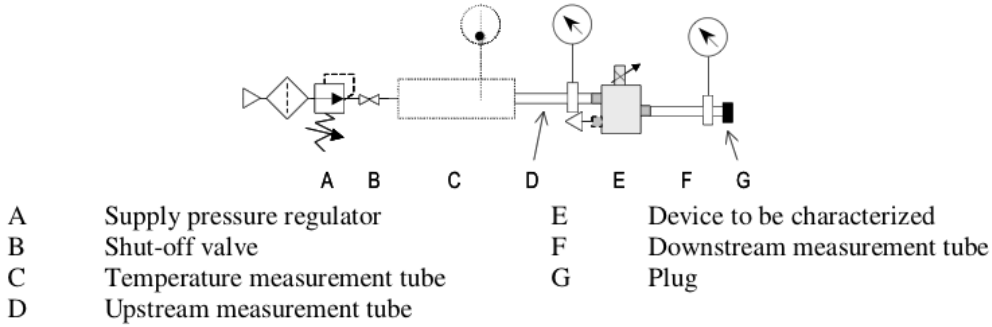 A B C D E F G
A Supply pressure regulator E Device to be characterized
B Shut-off valve F Downstream measurement tube
C Temperature measurement tube G Plug
D Upstream measurement tube